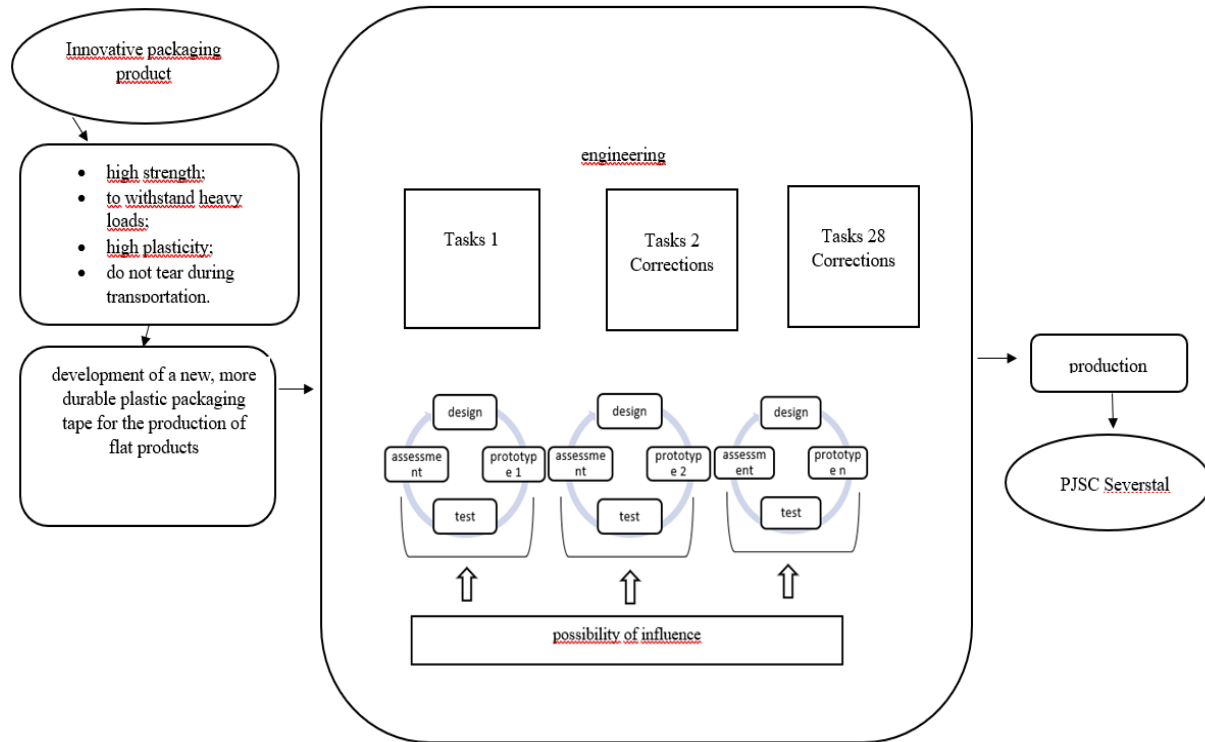 Innovative packaging
product
high strength;
to withstand heavy
loads;
high plasticity;
do not tear during
transportation.
development of a new, more
durable plastic packaging
tape for the production of
flat products
engineering
Tasks 1
Tasks 2
Corrections
Tasks 28
Corrections
design
assessme
nt
prototyp
e 1
test
design
assessme
nt
prototyp
e 2
test
design
assessm
ent
prototyp
e n
test
possibility of influence
production
PJSC Severstal